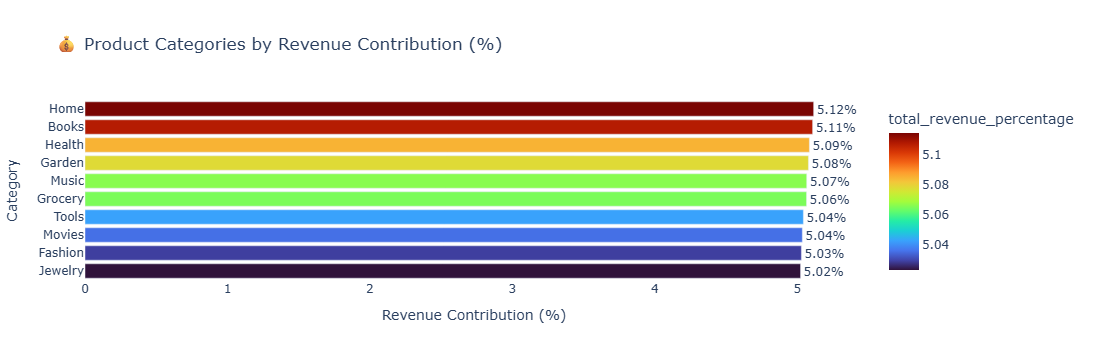 💰 Product Categories by Revenue Contribution (%)
Category
Home 5.12%
Books 5.11%
Health 5.09%
Garden 5.08%
Music 5.07%
Grocery 5.06%
Tools 5.04%
Movies 5.04%
Fashion 5.03%
Jewelry 5.02%
0 1 2 3 4 5
Revenue Contribution (%)
total_revenue_percentage
5.1
5.08
5.06
5.04